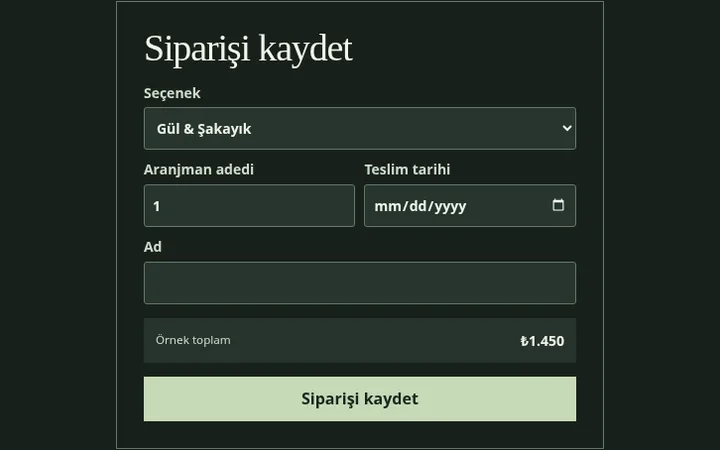 Siparişi kaydet
Seçenek
Gül & Şakayık
Aranjman adedi
Teslim tarihi
1
mm/dd/yyyy
Ad
Örnek toplam
₺1.450
Siparişi kaydet